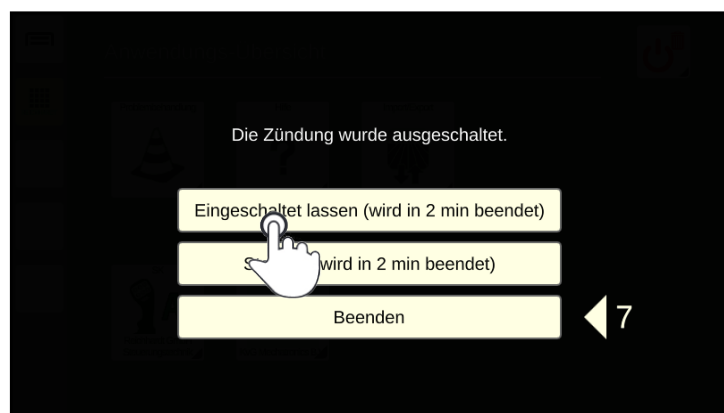 Die Zündung wurde ausgeschaltet.
Eingeschaltet lassen (wird in 2 min beendet)
wird in 2 min beendet)
Beenden
7